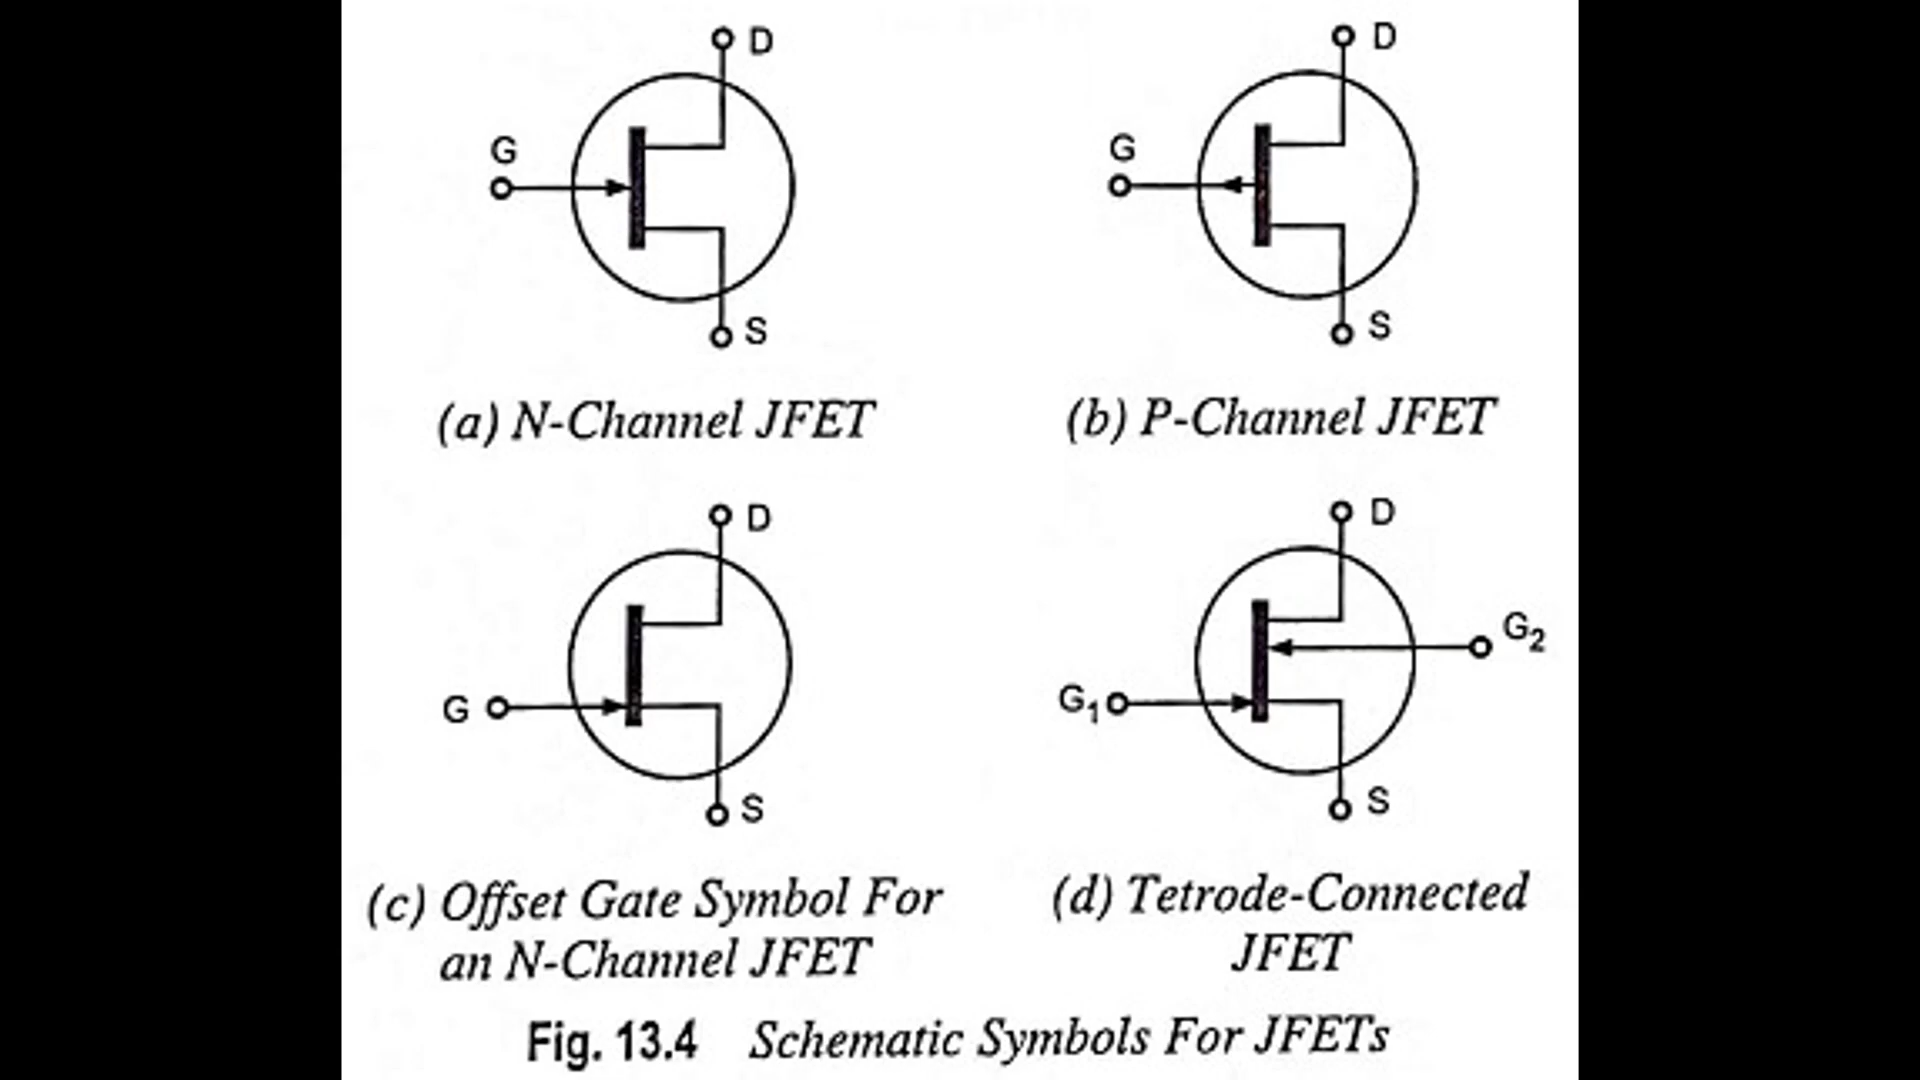 D
G
S
(a) N-Channel JFET
D
G
S
(b) P-Channel JFET
D
G
S
(c) Offset Gate Symbol For
an N-Channel JFET
D
G2
G1
S
(d) Tetrode-Connected
JFET
Fig. 13.4 Schematic Symbols For JFETs